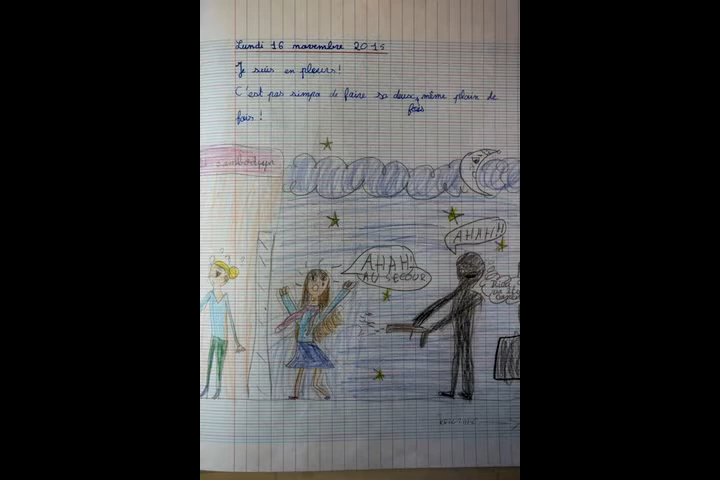 Lundi 16 novembre 2015
Je suis en pleurs!
C'est pas simpa de faire sa deux, même plein de
fois
fois!
AHAH!
AU SECOUR
AHAH!!